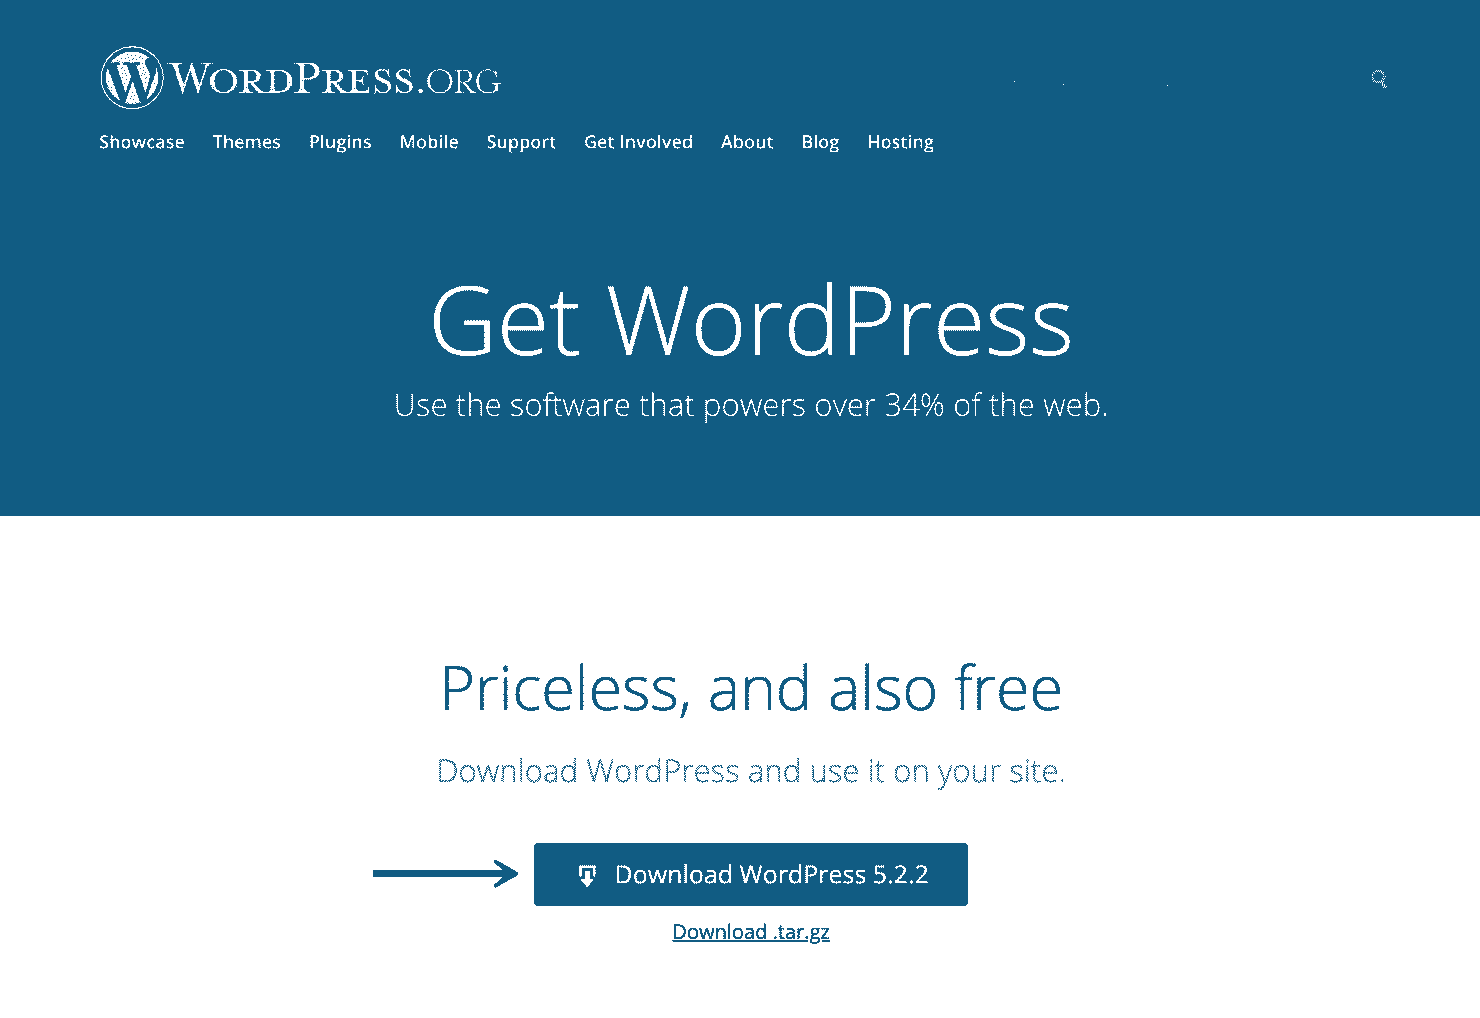 WORDPRESS.ORG
Showcase Themes Plugins Mobile Support Get Involved About Blog Hosting
Get WordPress
Use the software that powers over 34% of the web.
Priceless, and also free
Download WordPress and use it on your site.
Download WordPress 5.2.2
Download .tar.gz